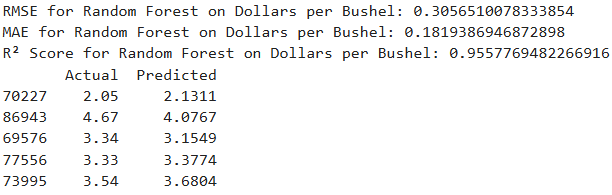 RMSE for Random Forest on Dollars per Bushel: 0.3056510078333854
MAE for Random Forest on Dollars per Bushel: 0.1819386946872898
R² Score for Random Forest on Dollars per Bushel: 0.9557769482266916
Actual Predicted
70227 2.05 2.1311
86943 4.67 4.0767
69576 3.34 3.1549
77556 3.33 3.3774
73995 3.54 3.6804